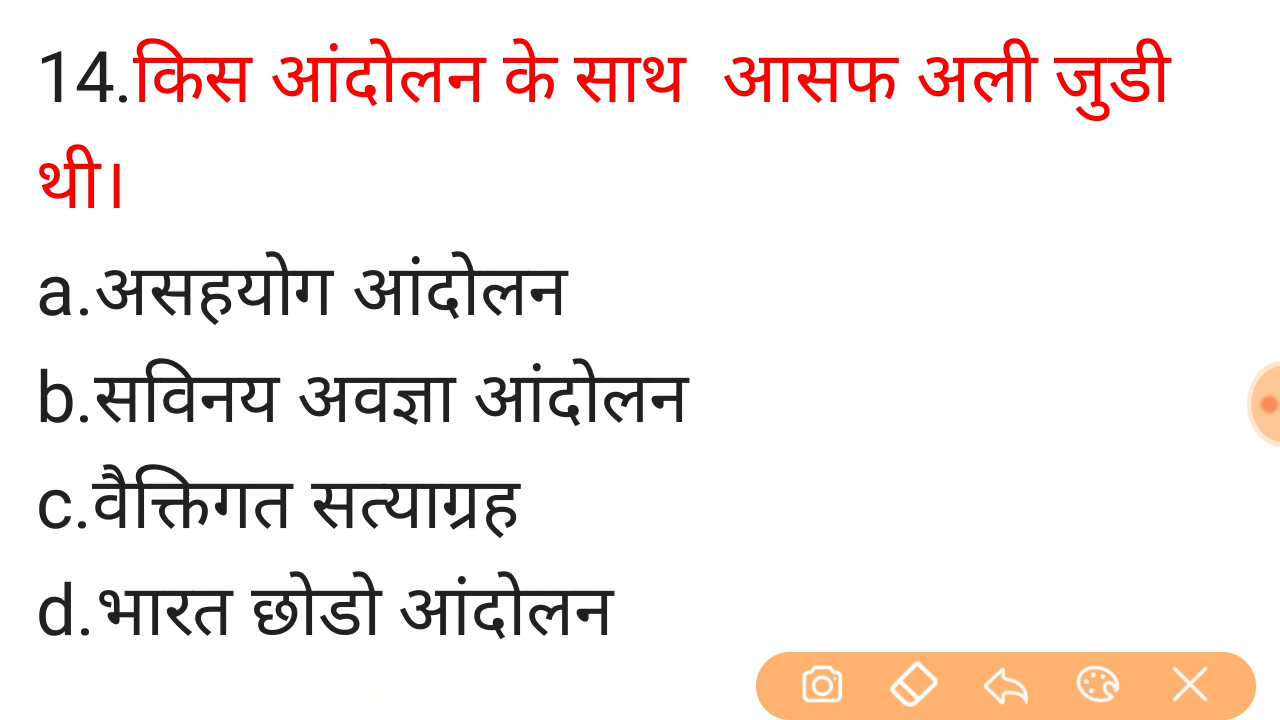 14.किस आंदोलन के साथ आसफ अली जुडी
थी।
a.असहयोग आंदोलन
b.सविनय अवज्ञा आंदोलन
c.वैक्तिगत सत्याग्रह
d.भारत छोडो आंदोलन